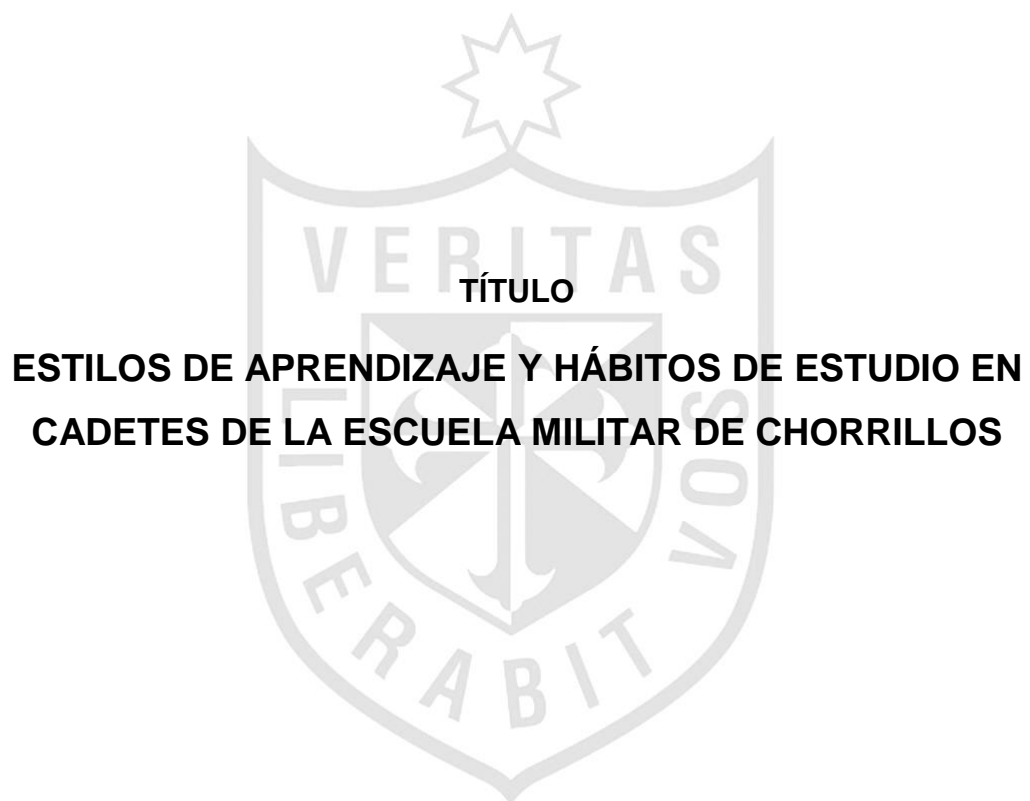 VERITAS
TÍTULO
ESTILOS DE APRENDIZAJE Y HÁBITOS DE ESTUDIO EN
CADETES DE LA ESCUELA MILITAR DE CHORRILLOS
LIBERABIT VOS